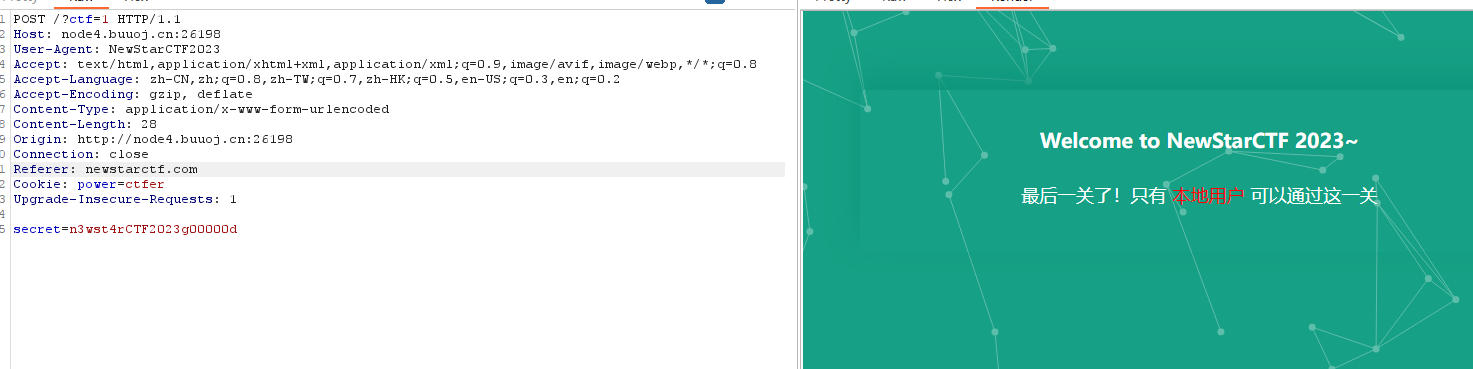 POST /?ctf=1 HTTP/1.1
Host: node4.buuoj.cn:26198
User-Agent: NewStarCTF2023
Accept: text/html,application/xhtml+xml,application/xml;q=0.9,image/avif,image/webp,*/*;q=0.8
Accept-Language: zh-CN,zh;q=0.8,zh-TW;q=0.7,zh-HK;q=0.5,en-US;q=0.3,en;q=0.2
Accept-Encoding: gzip, deflate
Content-Type: application/x-www-form-urlencoded
Content-Length: 28
Origin: http://node4.buuoj.cn:26198
Connection: close
Referer: newstarctf.com
Cookie: power=ctfer
Upgrade-Insecure-Requests: 1
secret=n3wst4rCTF2023g00000d
Welcome to NewStarCTF 2023~
最后一关了！只有 本地用户 可以通过这一关